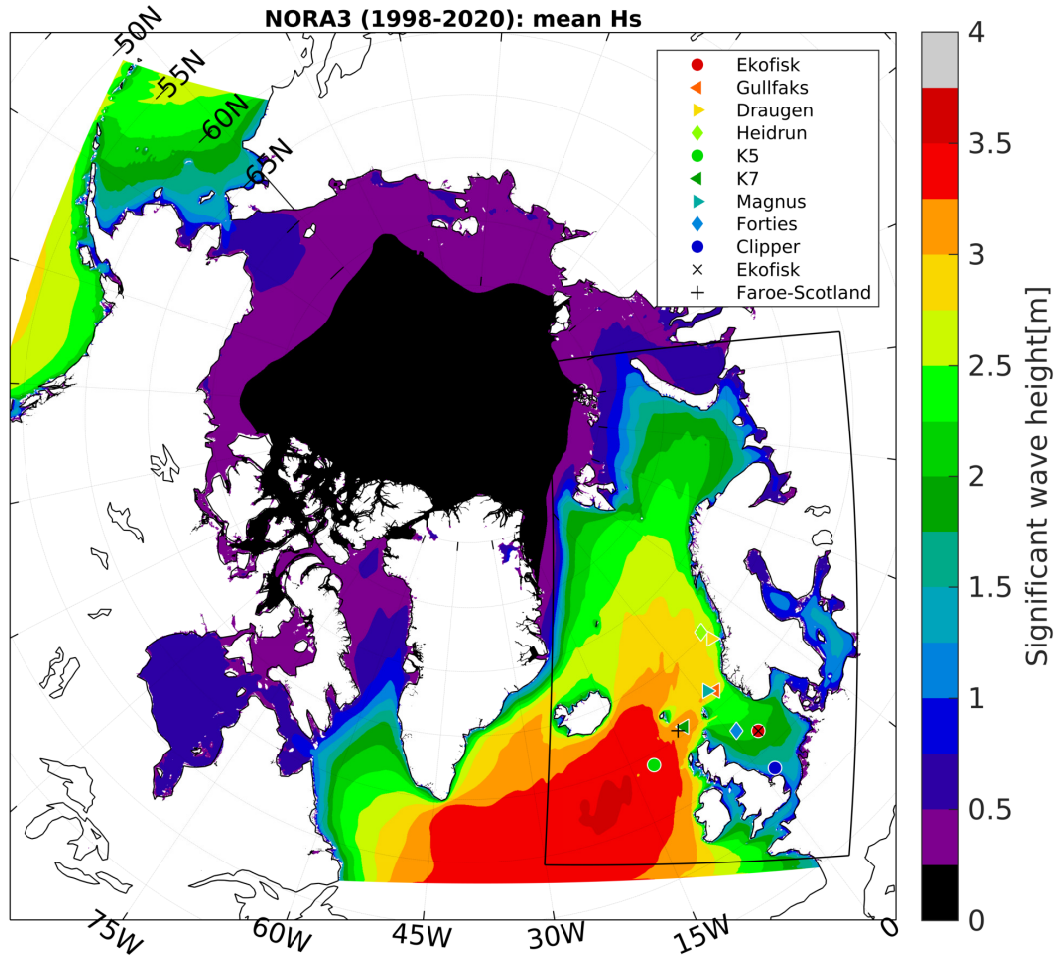 NORA3 (1998-2020): mean Hs
50N
55N
60N
65N
Ekofisk
Gullfaks
Draugen
Heidrun
K5
K7
Magnus
Forties
Clipper
Ekofisk
Faroe-Scotland
4
3.5
3
2.5
2
1.5
1
0.5
0
Significant wave height[m]
75W
60W
45W
30W
15W
0